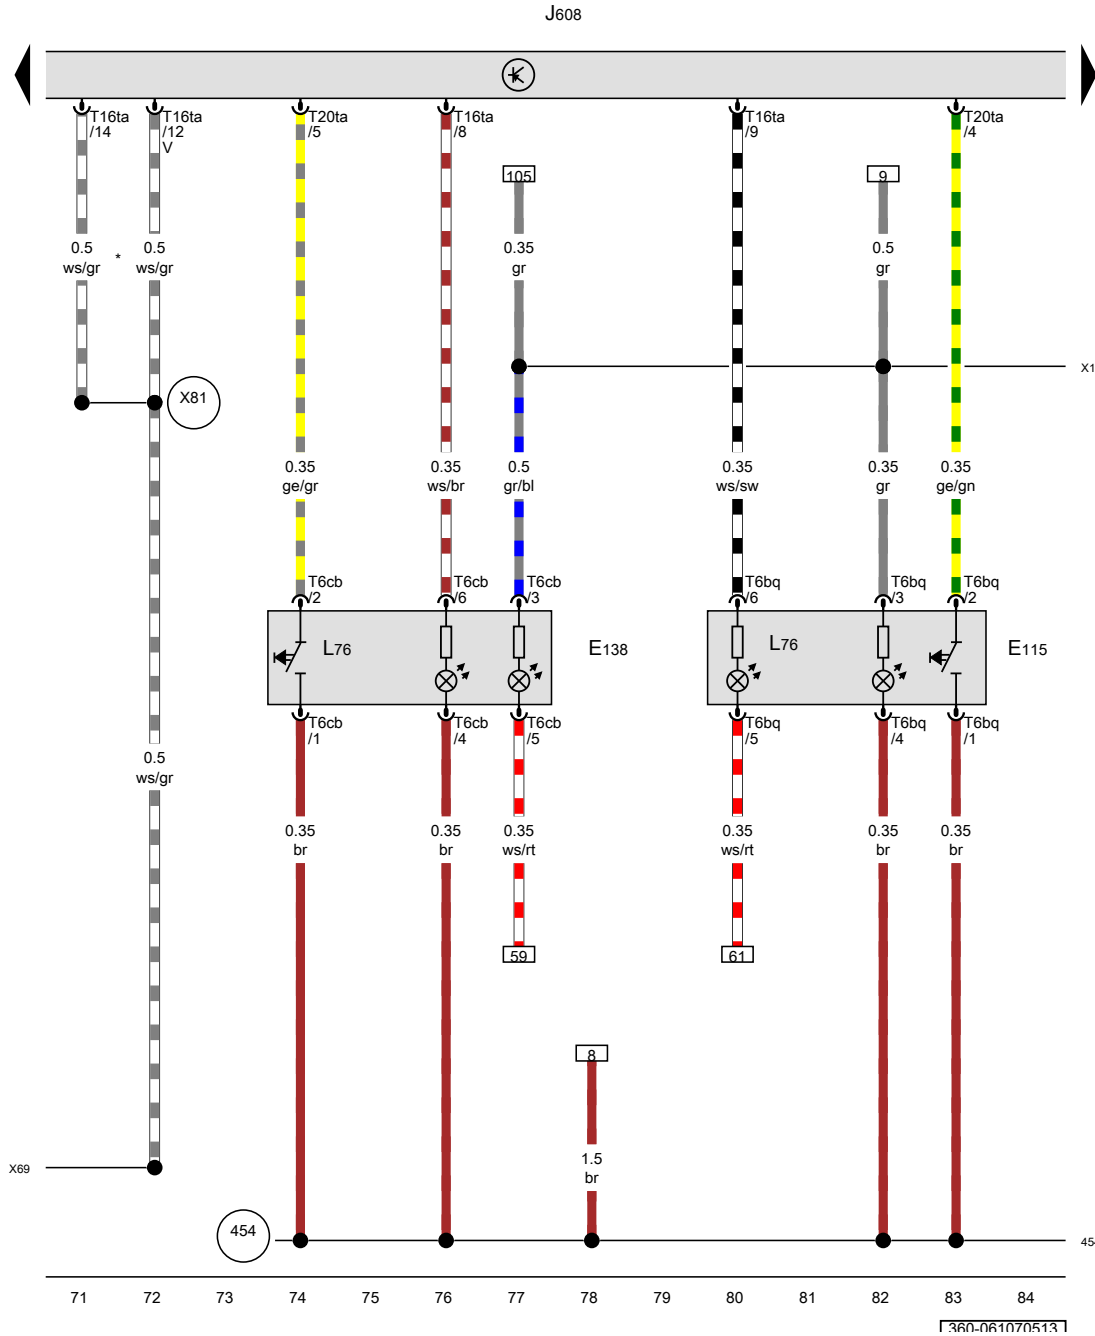 J608
T16ta T16ta T20ta T16ta T16ta T20ta
/14 /12 /5 /8 /9 /4
V
105 9
0.5 * 0.5 0.35 0.5
ws/gr ws/gr gr gr
X81
0.35 0.35 0.5 0.35 0.35 0.35
ge/gr ws/br gr/bl ws/sw gr ge/gn
T6cb T6cb T6cb T6bq T6bq T6bq
/2 /6 /3 /6 /3 /2
L76 E138 L76 E115
T6cb T6cb T6cb T6bq T6bq T6bq
/1 /4 /5 /5 /4 /1
0.5
ws/gr
0.35 0.35 0.35 0.35 0.35 0.35
br br ws/rt ws/rt br br
59 61
8
1.5
br
X69
454
71 72 73 74 75 76 77 78 79 80 81 82 83 84
360-061070513